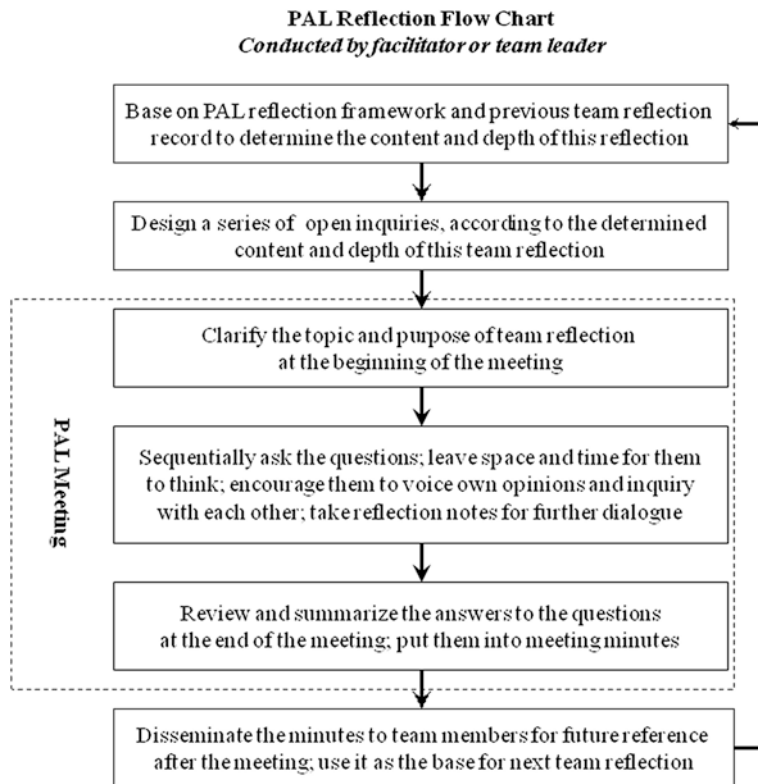 PAL Reflection Flow Chart
Conducted by facilitator or team leader
Base on PAL reflection framework and previous team reflection
record to determine the content and depth of this reflection
Design a series of open inquiries, according to the determined
content and depth of this team reflection
PAL Meeting
Clarify the topic and purpose of team reflection
at the beginning of the meeting
Sequentially ask the questions; leave space and time for them
to think; encourage them to voice own opinions and inquiry
with each other; take reflection notes for further dialogue
Review and summarize the answers to the questions
at the end of the meeting; put them into meeting minutes
Disseminate the minutes to team members for future reference
after the meeting; use it as the base for next team reflection